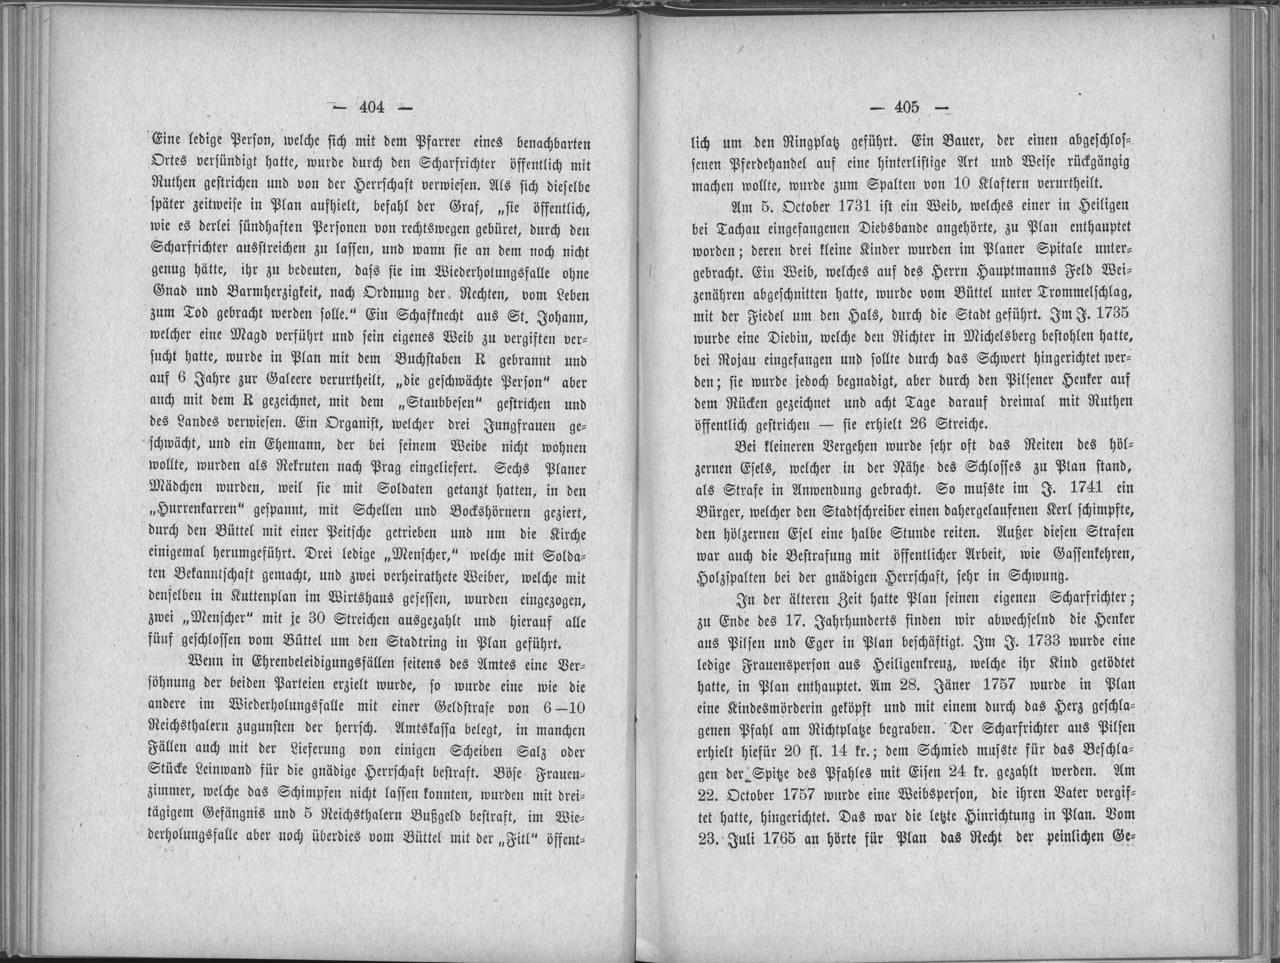 — 404 —
Eine ledige Person, welche sich mit dem Pfarrer eines benachbarten
Ortes versündigt hatte, wurde durch den Scharfrichter öffentlich mit
Ruthen gestrichen und von der Herrschaft verwiesen. Als sich dieselbe
später zeitweise in Plan aufhielt, befahl der Graf, „sie öffentlich,
wie es derlei sündhaften Personen von rechtswegen gebüret, durch den
Scharfrichter ausstreichen zu lassen, und wann sie an dem noch nicht
genug hätte, ihr zu bedeuten, dass sie im Wiederholungsfalle ohne
Gnad und Barmherzigkeit, nach Ordnung der Rechten, vom Leben
zum Tod gebracht werden solle.“ Ein Schafknecht aus St. Johann,
welcher eine Magd verführt und sein eigenes Weib zu vergiften ver-
sucht hatte, wurde in Plan mit dem Buchstaben R gebrannt und
auf 6 Jahre zur Galeere verurtheilt, „die geschwächte Person“ aber
auch mit dem R gezeichnet, mit dem „Staubbesen“ gestrichen und
des Landes verwiesen. Ein Organist, welcher drei Jungfrauen ge-
schwächt, und ein Ehemann, der bei seinem Weibe nicht wohnen
wollte, wurden als Rekruten nach Prag eingeliefert. Sechs Planer
Mädchen wurden, weil sie mit Soldaten getanzt hatten, in den
„Hurrenkarren“ gespannt, mit Schellen und Bockshörnern geziert,
durch den Büttel mit einer Peitsche getrieben und um die Kirche
einigemal herumgeführt. Drei ledige „Menscher,“ welche mit Solda-
ten Bekanntschaft gemacht, und zwei verheirathete Weiber, welche mit
denselben in Kuttenplan im Wirtshaus gesessen, wurden eingezogen,
zwei „Menscher“ mit je 30 Streichen ausgezahlt und hierauf alle
fünf geschlossen vom Büttel um den Stadtring in Plan geführt.
Wenn in Ehrenbeleidigungsfällen seitens des Amtes eine Ver-
söhnung der beiden Parteien erzielt wurde, so wurde eine wie die
andere im Wiederholungsfalle mit einer Geldstrafe von 6—10
Reichsthalern zugunsten der herrsch. Amtskassa belegt, in manchen
Fällen auch mit der Lieferung von einigen Scheiben Salz oder
Stücke Leinwand für die gnädige Herrschaft bestraft. Böse Frauen-
zimmer, welche das Schimpfen nicht lassen konnten, wurden mit drei-
tägigem Gefängnis und 5 Reichsthalern Bußgeld bestraft, im Wie-
derholungsfalle aber noch überdies vom Büttel mit der „Fitl“ öffent-
— 405 —
lich um den Ringplatz geführt. Ein Bauer, der einen abgeschlos-
senen Pferdehandel auf eine hinterlistige Art und Weise rückgängig
machen wollte, wurde zum Spalten von 10 Klaftern verurtheilt.
Am 5. October 1731 ist ein Weib, welches einer in Heiligen
bei Tachau eingefangenen Diebsbande angehörte, zu Plan enthauptet
worden; deren drei kleine Kinder wurden im Planer Spitale unter-
gebracht. Ein Weib, welches auf des Herrn Hauptmanns Feld Wei-
zenähren abgeschnitten hatte, wurde vom Büttel unter Trommelschlag,
mit der Fiedel um den Hals, durch die Stadt geführt. Im J. 1735
wurde eine Diebin, welche den Richter in Michelsberg bestohlen hatte,
bei Rojau eingefangen und sollte durch das Schwert hingerichtet wer-
den; sie wurde jedoch begnadigt, aber durch den Pilsener Henker auf
dem Rücken gezeichnet und acht Tage darauf dreimal mit Ruthen
öffentlich gestrichen — sie erhielt 26 Streiche.
Bei kleineren Vergehen wurde sehr oft das Reiten des höl-
zernen Esels, welcher in der Nähe des Schlosses zu Plan stand,
als Strafe in Anwendung gebracht. So musste im J. 1741 ein
Bürger, welcher den Stadtschreiber einen dahergelaufenen Kerl schimpfte,
den hölzernen Esel eine halbe Stunde reiten. Außer diesen Strafen
war auch die Bestrafung mit öffentlicher Arbeit, wie Gassenkehren,
Holzspalten bei der gnädigen Herrschaft, sehr in Schwung.
In der älteren Zeit hatte Plan seinen eigenen Scharfrichter;
zu Ende des 17. Jahrhunderts finden wir abwechselnd die Henker
aus Pilsen und Eger in Plan beschäftigt. Im J. 1733 wurde eine
ledige Frauensperson aus Heiligenkreuz, welche ihr Kind getödtet
hatte, in Plan enthauptet. Am 28. Jäner 1757 wurde in Plan
eine Kindesmörderin geköpft und mit einem durch das Herz geschla-
genen Pfahl am Richtplatze begraben. Der Scharfrichter aus Pilsen
erhielt hiefür 20 fl. 14 kr.; dem Schmied musste für das Beschla-
gen der Spitze des Pfahles mit Eisen 24 kr. gezahlt werden. Am
22. October 1757 wurde eine Weibsperson, die ihren Vater vergif-
tet hatte, hingerichtet. Das war die letzte Hinrichtung in Plan. Vom
23. Juli 1765 an hörte für Plan das Recht der peinlichen Ge-